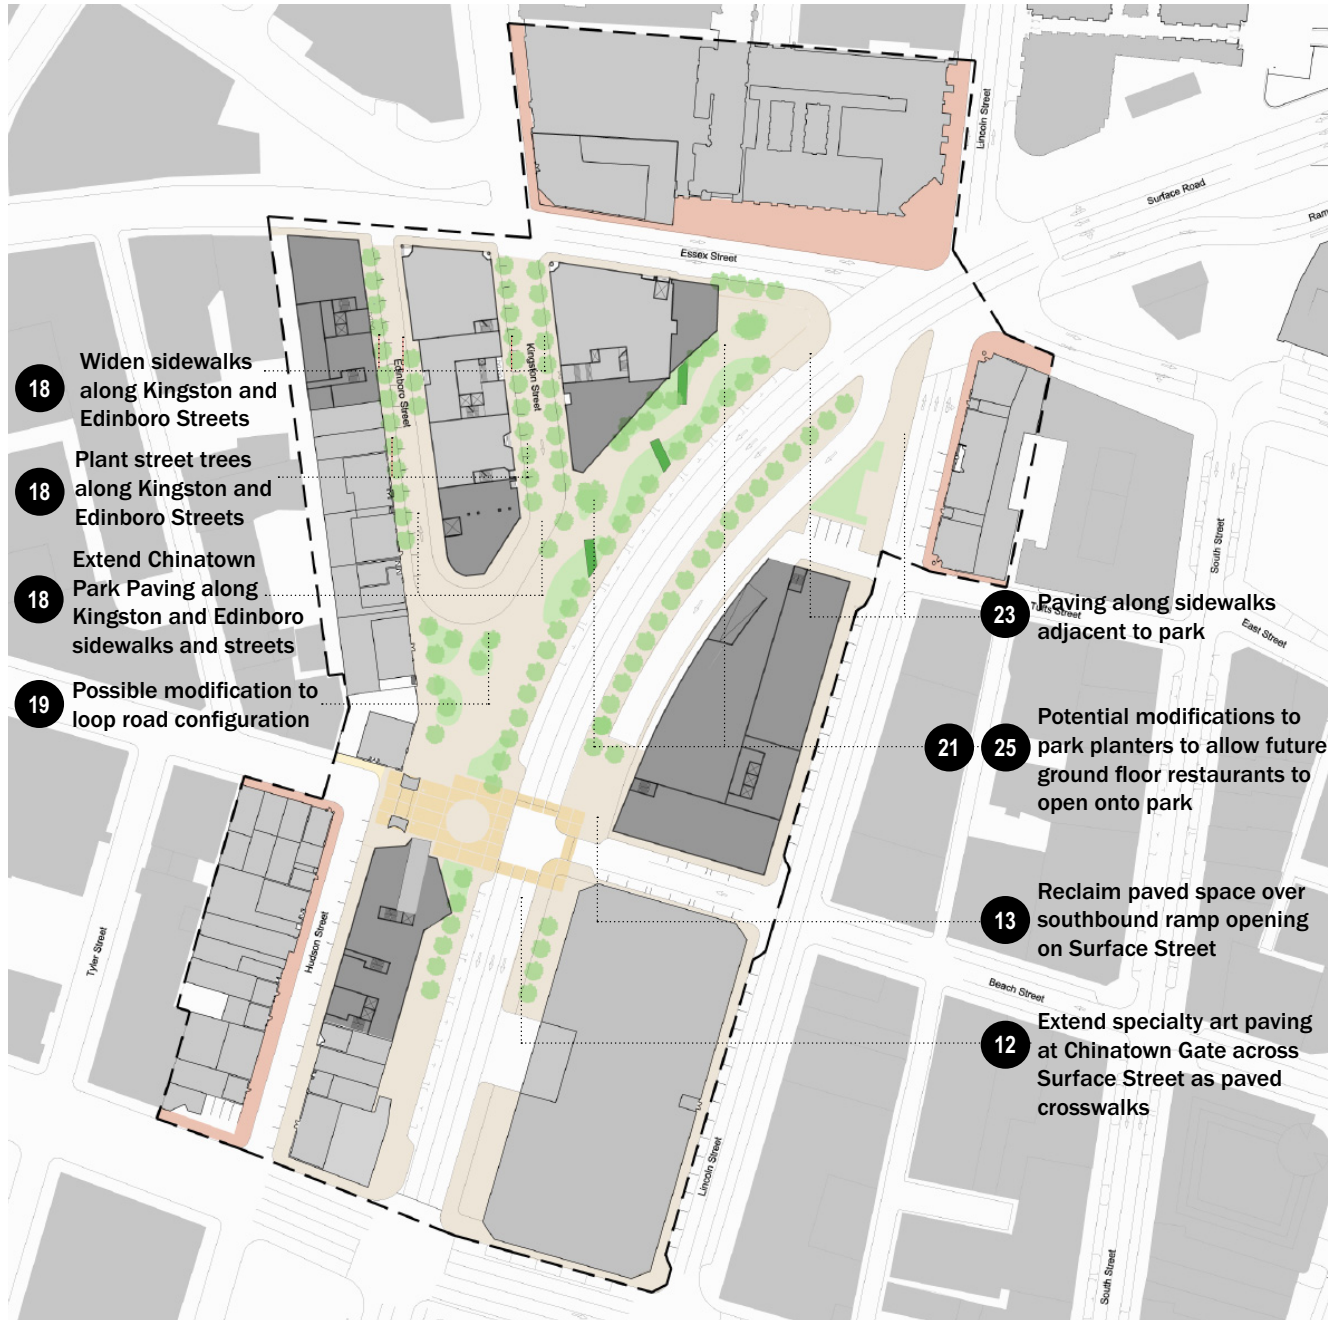 Lincoln Street
Surface Road
Ram
Essex Street
Kingston Street
Edinboro Street
18
Widen sidewalks
along Kingston and
Edinboro Streets
18
Plant street trees
along Kingston and
Edinboro Streets
18
Extend Chinatown
Park Paving along
Kingston and Edinboro
sidewalks and streets
19
Possible modification to
loop road configuration
South Street
Tufts Street
East Street
23
Paving along sidewalks
adjacent to park
21
25
Potential modifications to
park planters to allow future
ground floor restaurants to
open onto park
13
Reclaim paved space over
southbound ramp opening
on Surface Street
Beach Street
12
Extend specialty art paving
at Chinatown Gate across
Surface Street as paved
crosswalks
Tyler Street
Hudson Street
Lincoln Street
South Street